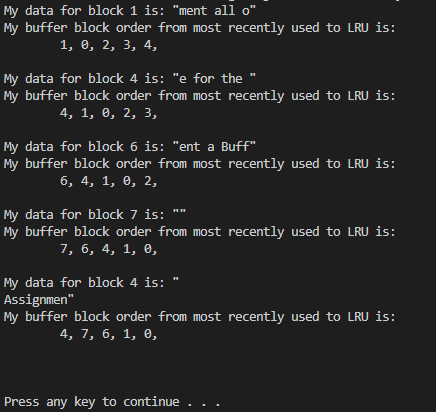 My data for block 1 is: "ment all o"
My buffer block order from most recently used to LRU is:
1, 0, 2, 3, 4,
My data for block 4 is: "e for the "
My buffer block order from most recently used to LRU is:
4, 1, 0, 2, 3,
My data for block 6 is: "ent a Buff"
My buffer block order from most recently used to LRU is:
6, 4, 1, 0, 2,
My data for block 7 is: ""
My buffer block order from most recently used to LRU is:
7, 6, 4, 1, 0,
My data for block 4 is: "
Assignmen"
My buffer block order from most recently used to LRU is:
4, 7, 6, 1, 0,
Press any key to continue . . .